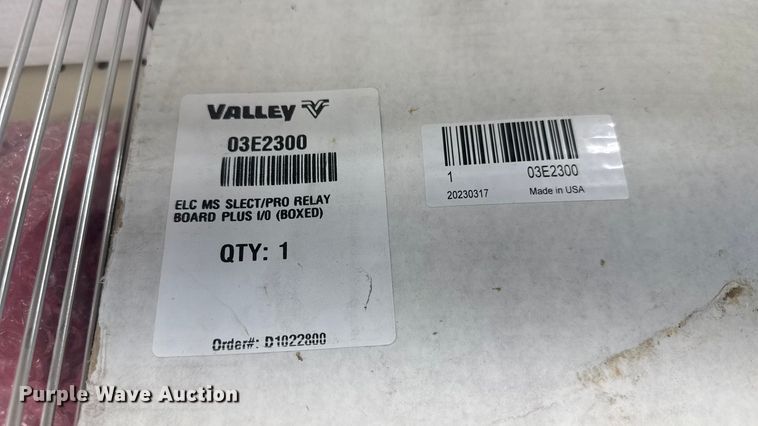 VALLEY
03E2300
ELC MS SLECT/PRO RELAY
BOARD PLUS I/0 (BOXED)
QTY: 1
Order#: D1022800
1 03E2300
20230317 Made in USA
Purple Wave Auction